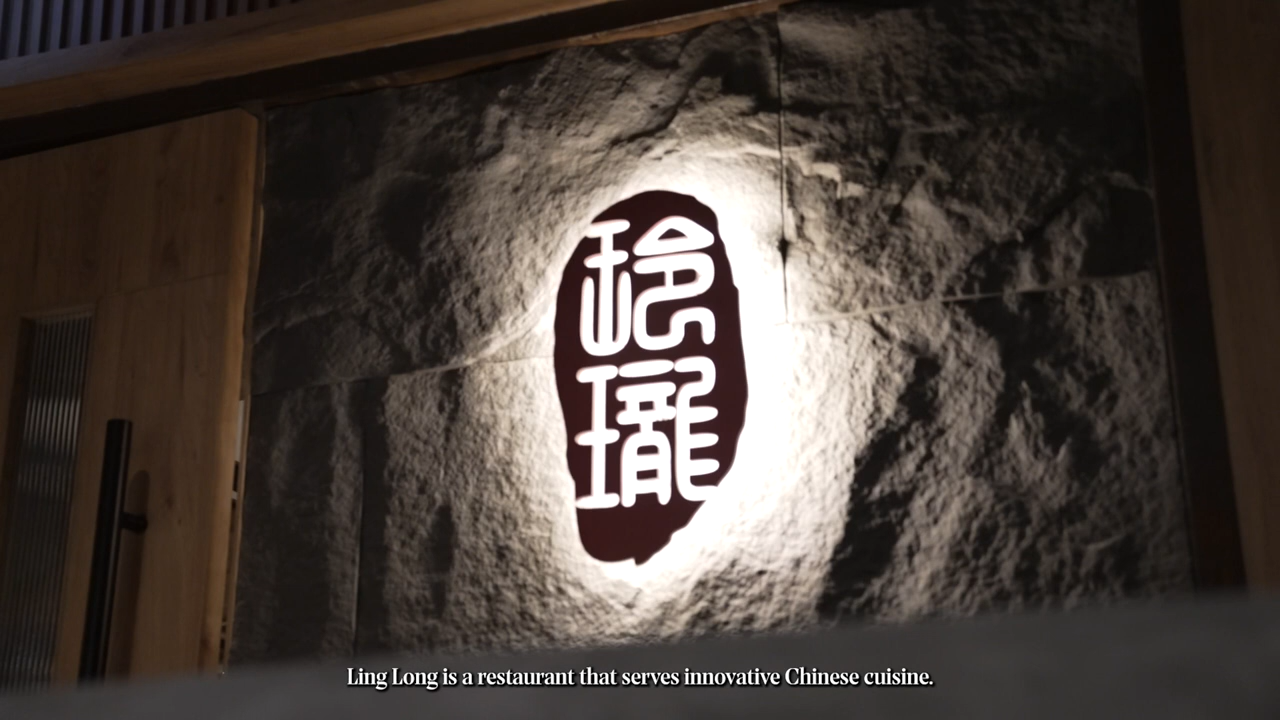 玲
瓏
Ling Long is a restaurant that serves innovative Chinese cuisine.